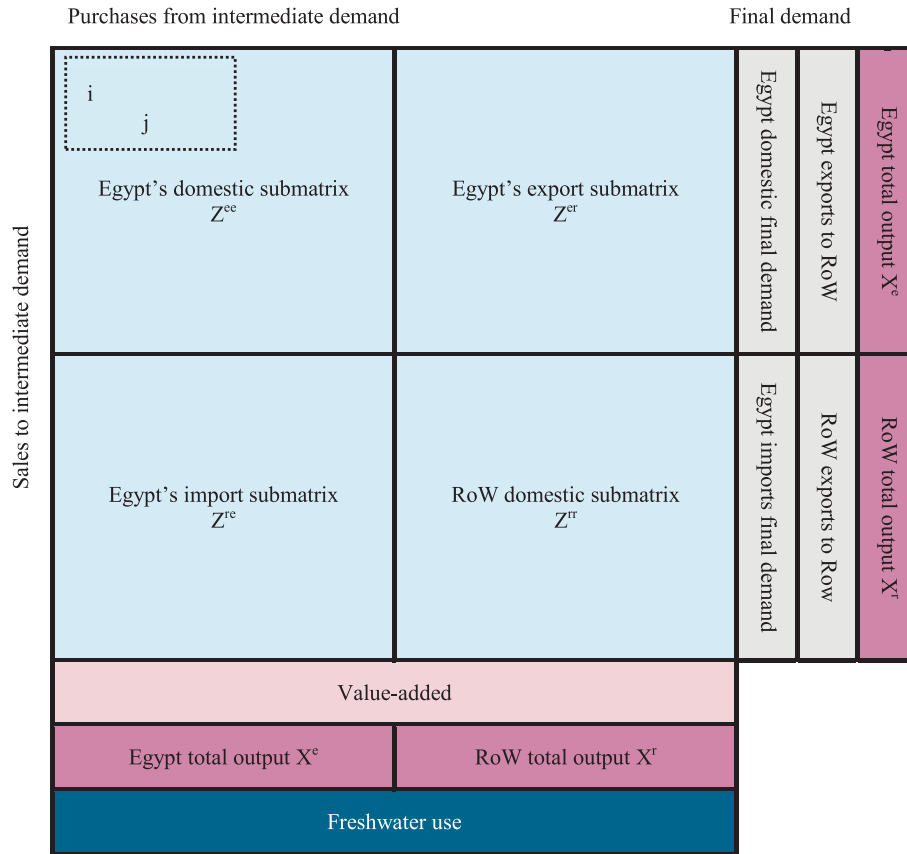 Purchases from intermediate demand
Final demand
Sales to intermediate demand
i
j
Egypt’s domestic submatrix
Z^ee
Egypt’s export submatrix
Z^er
Egypt domestic final demand
Egypt exports to RoW
Egypt total output X^e
Egypt’s import submatrix
Z^re
RoW domestic submatrix
Z^rr
Egypt imports final demand
RoW exports to Row
RoW total output X^r
Value-added
Egypt total output X^e
RoW total output X^r
Freshwater use